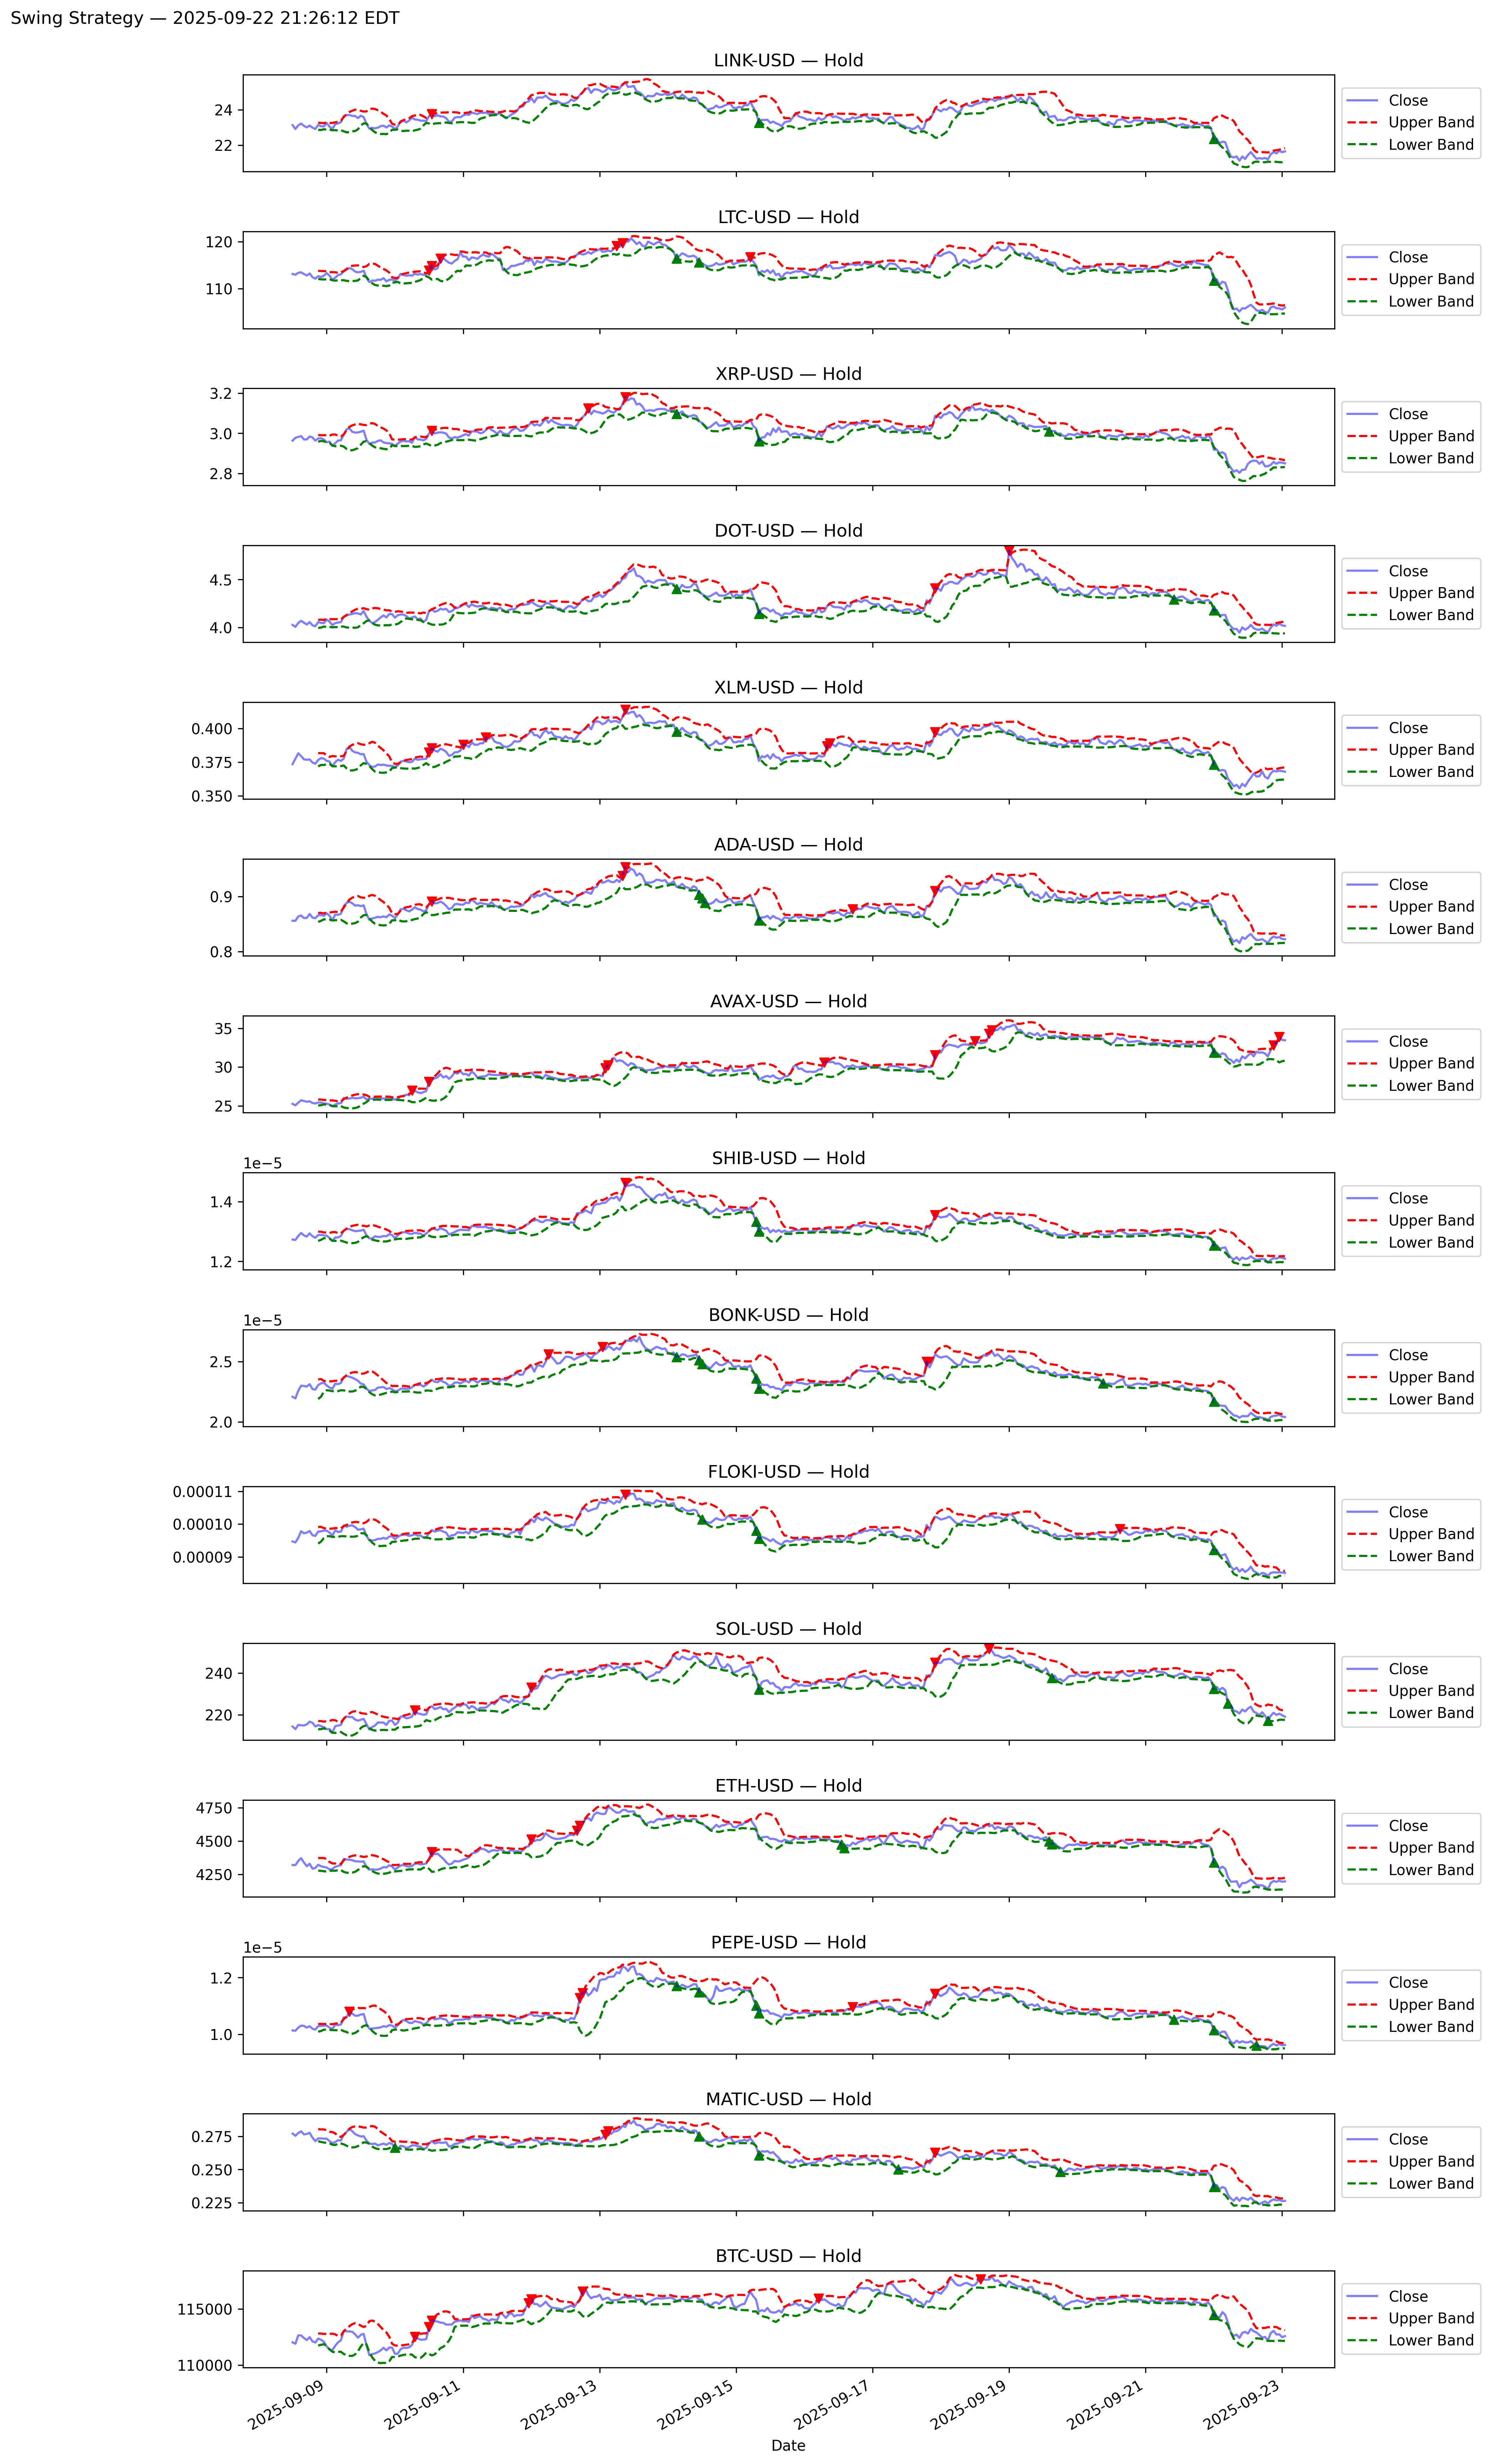 Swing Strategy — 2025-09-22 21:26:12 EDT
LINK-USD — Hold
24
22
Close
Upper Band
Lower Band
LTC-USD — Hold
120
110
Close
Upper Band
Lower Band
XRP-USD — Hold
3.2
3.0
2.8
Close
Upper Band
Lower Band
DOT-USD — Hold
4.5
4.0
Close
Upper Band
Lower Band
XLM-USD — Hold
0.400
0.375
0.350
Close
Upper Band
Lower Band
ADA-USD — Hold
0.9
0.8
Close
Upper Band
Lower Band
AVAX-USD — Hold
35
30
25
Close
Upper Band
Lower Band
SHIB-USD — Hold
1e−5
1.4
1.2
Close
Upper Band
Lower Band
BONK-USD — Hold
1e−5
2.5
2.0
Close
Upper Band
Lower Band
FLOKI-USD — Hold
0.00011
0.00010
0.00009
Close
Upper Band
Lower Band
SOL-USD — Hold
240
220
Close
Upper Band
Lower Band
ETH-USD — Hold
4750
4500
4250
Close
Upper Band
Lower Band
PEPE-USD — Hold
1e−5
1.2
1.0
Close
Upper Band
Lower Band
MATIC-USD — Hold
0.275
0.250
0.225
Close
Upper Band
Lower Band
BTC-USD — Hold
115000
110000
Close
Upper Band
Lower Band
2025-09-09
2025-09-11
2025-09-13
2025-09-15
2025-09-17
2025-09-19
2025-09-21
2025-09-23
Date